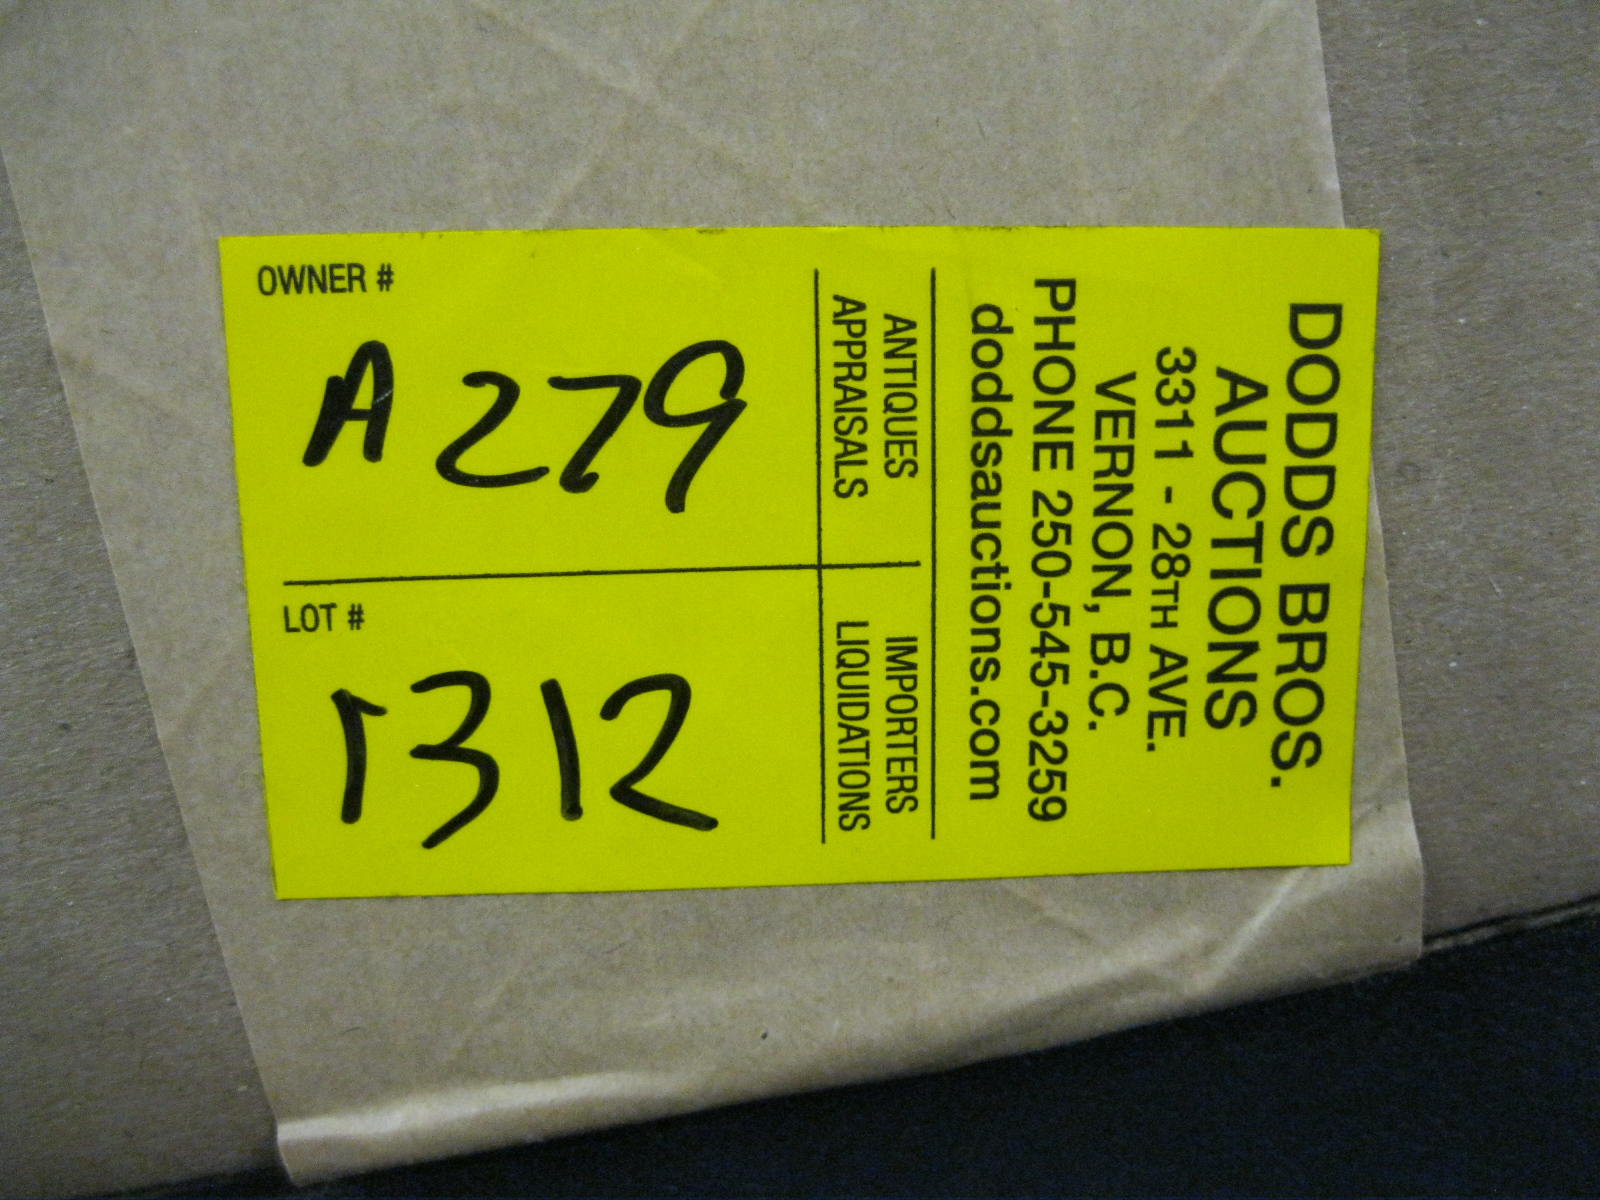 OWNER #
A279
LOT #
1312
DODDS BROS.
AUCTIONS
3311 - 28TH AVE.
VERNON, B.C.
PHONE 250-545-3259
doddsauctions.com
ANTIQUES
APPRAISALS
IMPORTERS
LIQUIDATIONS